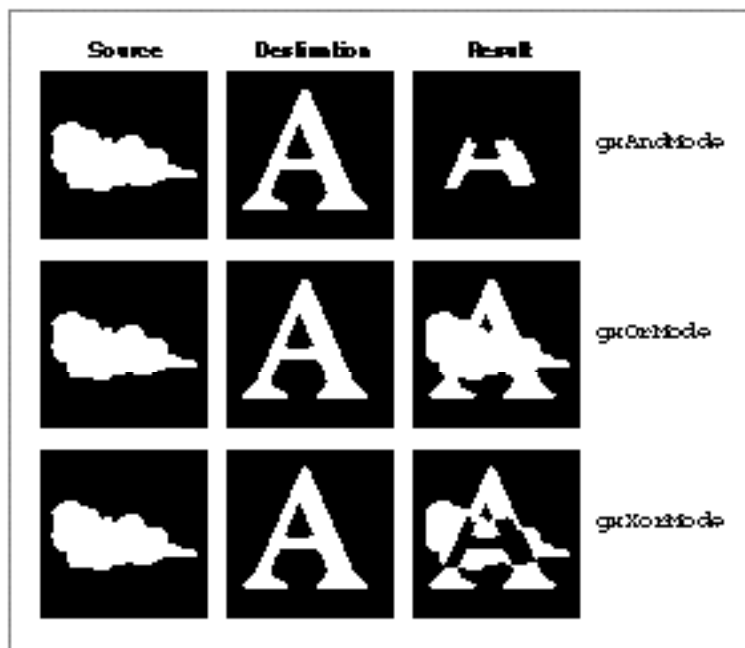 Source Destination Result
A
gxAndMode
A A
gxOrMode
A A
gxXorMode